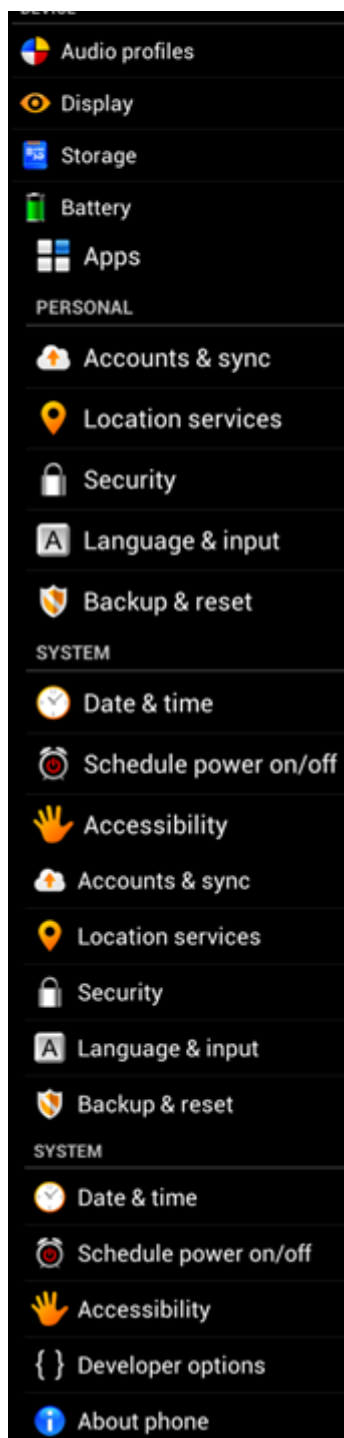 DEVICE
Audio profiles
Display
Storage
Battery
Apps
PERSONAL
Accounts & sync
Location services
Security
Language & input
Backup & reset
SYSTEM
Date & time
Schedule power on/off
Accessibility
Accounts & sync
Location services
Security
A Language & input
Backup & reset
SYSTEM
Date & time
Schedule power on/off
Accessibility
{ } Developer options
About phone